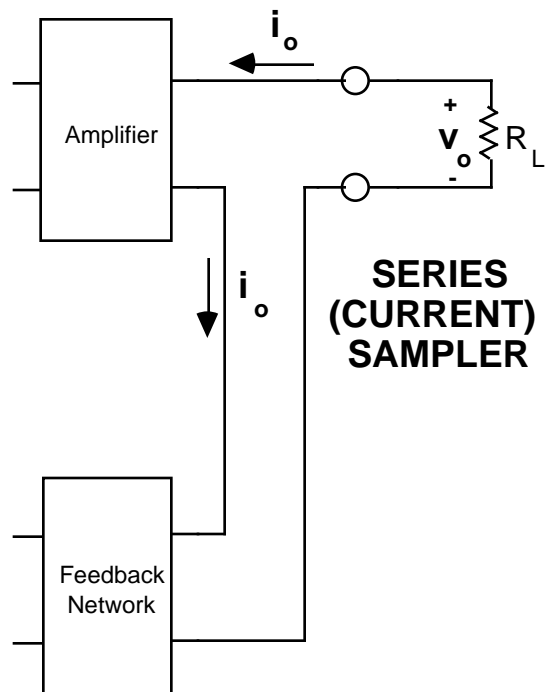 i o
Amplifier
+
v o
R L
-
i o
SERIES
(CURRENT)
SAMPLER
Feedback
Network